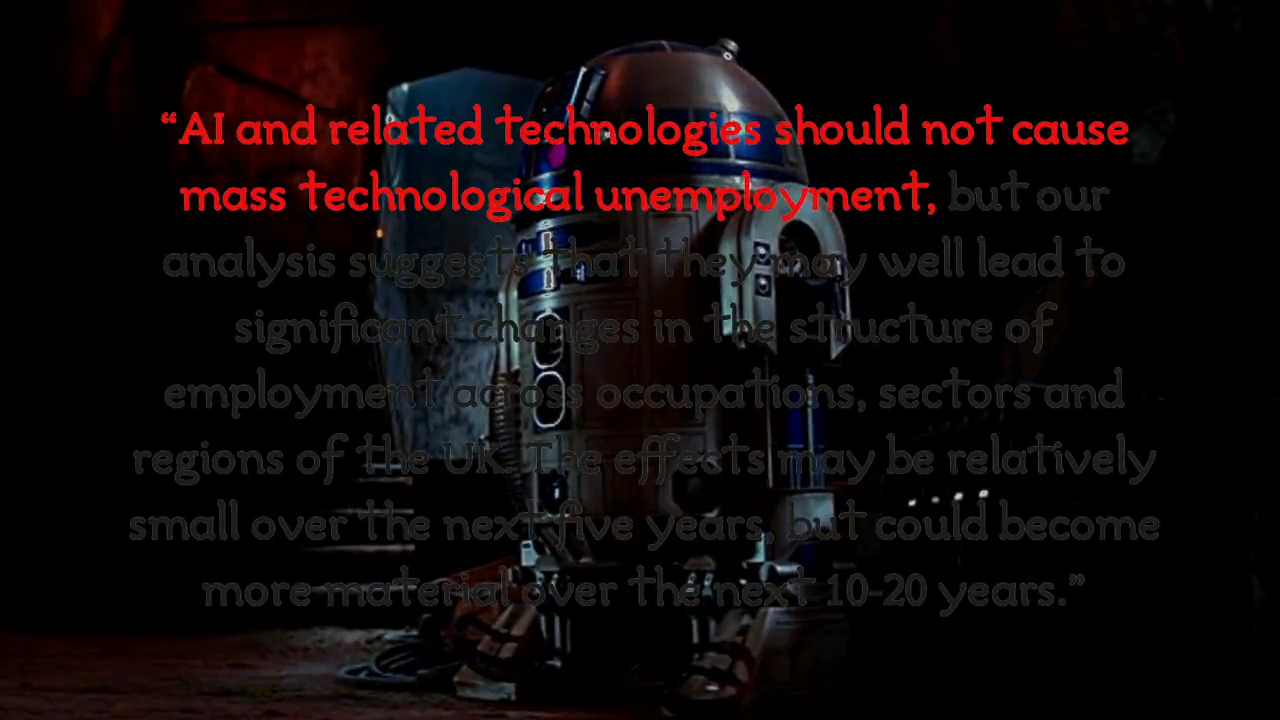 “AI and related technologies should not cause
mass technological unemployment, but our
analysis suggests that they may well lead to
significant changes in the structure of
employment across occupations, sectors and
regions of the UK. The effects may be relatively
small over the next five years, but could become
more material over the next 10-20 years.”